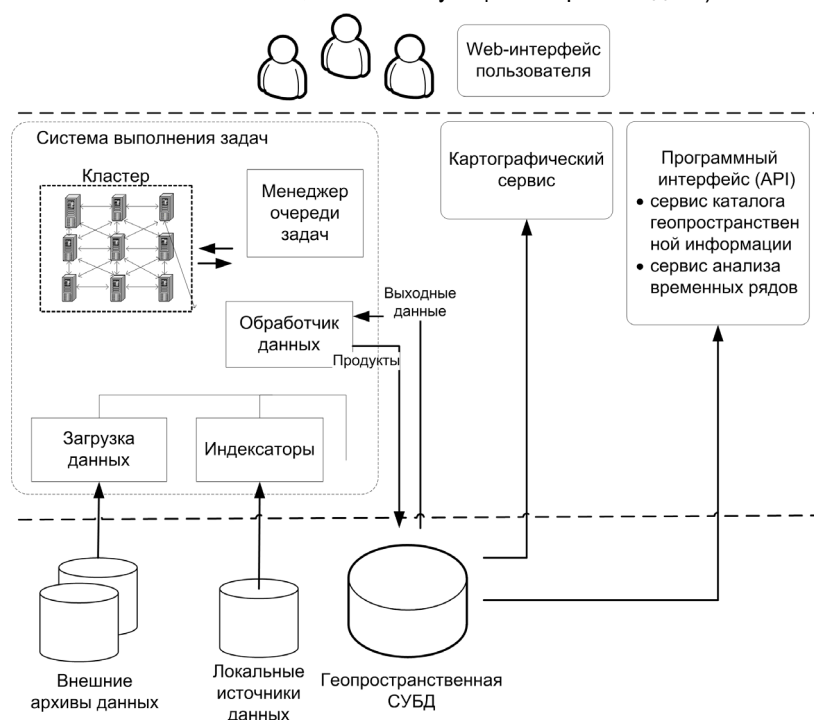 Web-интерфейс
пользователя
Система выполнения задач
Кластер
Менеджер
очереди
задач
Картографический
сервис
Программный
интерфейс (API)
• сервис каталога
геопространствен
ной информации
• сервис анализа
временных рядов
Выходные
данные
Обработчик
данных
Продукты
Загрузка
данных
Индексаторы
Внешние
архивы данных
Локальные
источники
данных
Геопространственная
СУБД